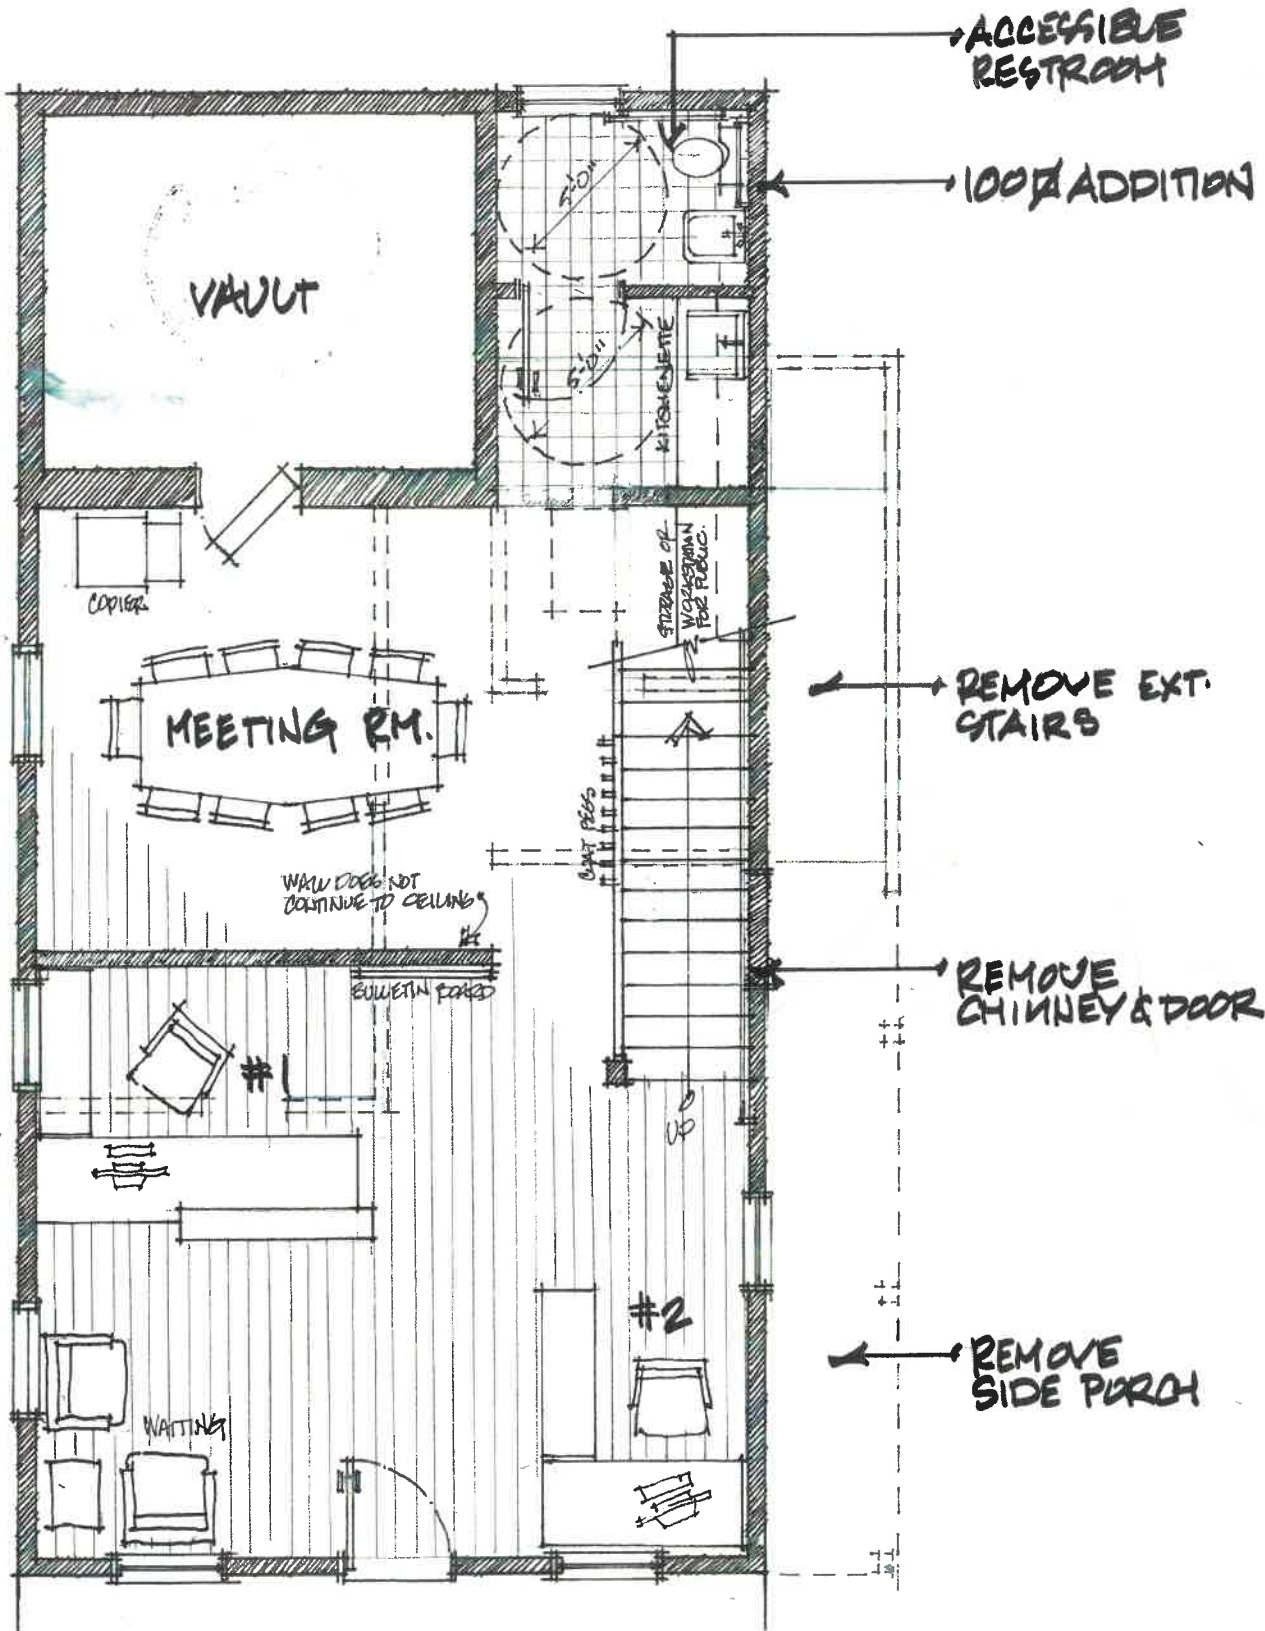 ACCESSIBLE
RESTROOM
5'-0"
100⌀ ADDITION
VAULT
5'-0"
KITCHENETTE
STORAGE OR
WORKSTATION
FOR PUBLIC.
COPIER
REMOVE EXT.
STAIRS
MEETING RM.
COAT PEGS
WALL DOES NOT
CONTINUE TO CEILING
REMOVE
CHIMNEY & DOOR
BULLETIN BOARD
#1
UP
#2
REMOVE
SIDE PORCH
WAITING